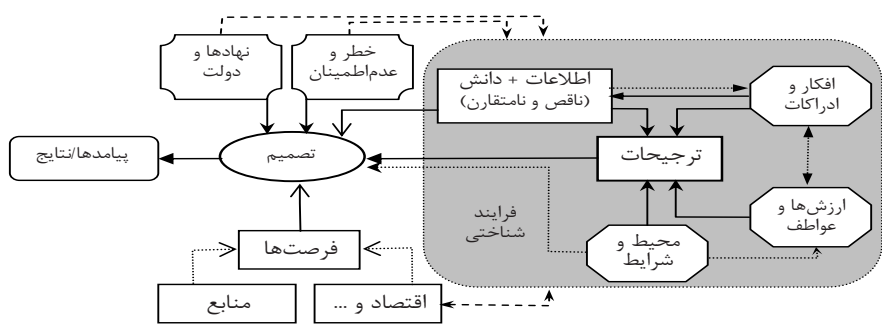 نهادها و
دولت
خطر و
عدم‌اطمینان
اطلاعات + دانش
(ناقص و نامتقارن)
افکار و
ادراکات
ترجیحات
تصمیم
پیامدها/نتایج
ارزش‌ها و
عواطف
فرایند
شناختی
محیط و
شرایط
فرصت‌ها
اقتصاد و ...
منابع